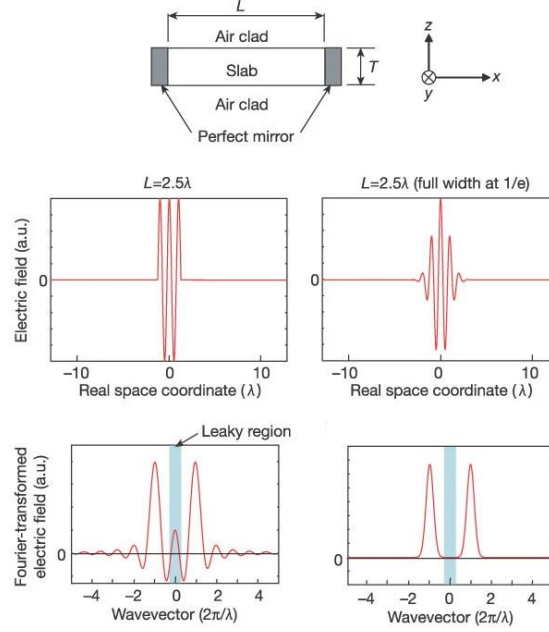 L
Air clad
Slab
T
Air clad
Perfect mirror
z
y
x
L=2.5λ
L=2.5λ (full width at 1/e)
Electric field (a.u.)
0
0
−10 0 10
−10 0 10
Real space coordinate (λ)
Real space coordinate (λ)
Leaky region
Fourier-transformed
electric field (a.u.)
0
0
−4 −2 0 2 4
−4 −2 0 2 4
Wavevector (2π/λ)
Wavevector (2π/λ)